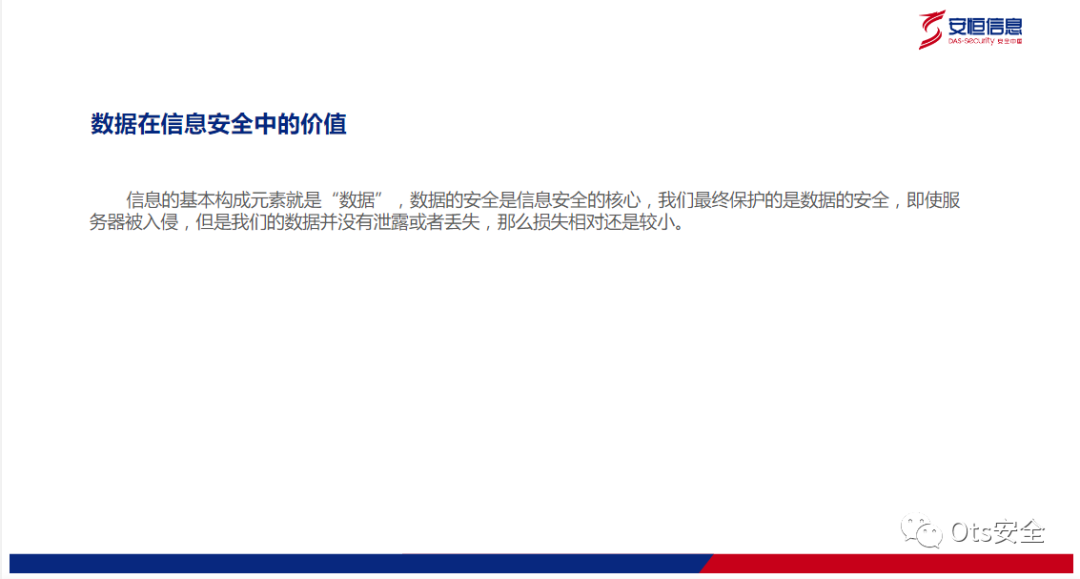 安恒信息
DAS-security 安全中国
数据在信息安全中的价值
信息的基本构成元素就是“数据”，数据的安全是信息安全的核心，我们最终保护的是数据的安全，即使服
务器被入侵，但是我们的数据并没有泄露或者丢失，那么损失相对还是较小。
Ots安全